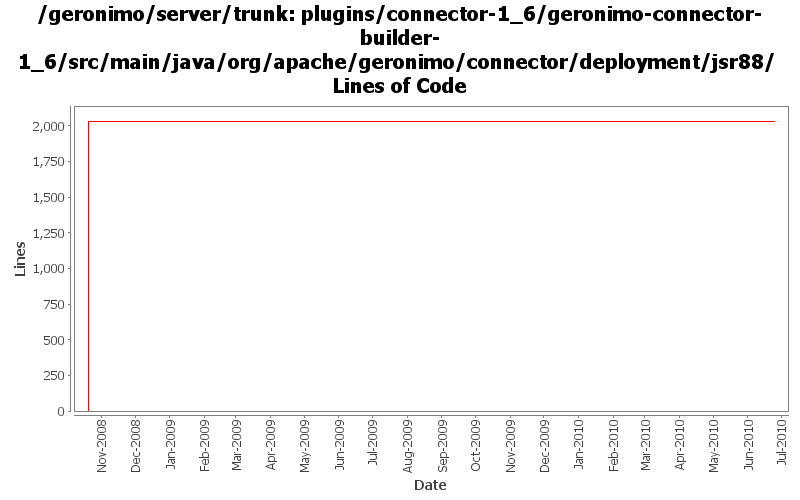 /geronimo/server/trunk: plugins/connector-1_6/geronimo-connector-
builder-
1_6/src/main/java/org/apache/geronimo/connector/deployment/jsr88/
Lines of Code
2,000
1,750
1,500
1,250
1,000
750
500
250
0
Lines
Nov-2008
Dec-2008
Jan-2009
Feb-2009
Mar-2009
Apr-2009
May-2009
Jun-2009
Jul-2009
Aug-2009
Sep-2009
Oct-2009
Nov-2009
Dec-2009
Jan-2010
Feb-2010
Mar-2010
Apr-2010
May-2010
Jun-2010
Jul-2010
Date